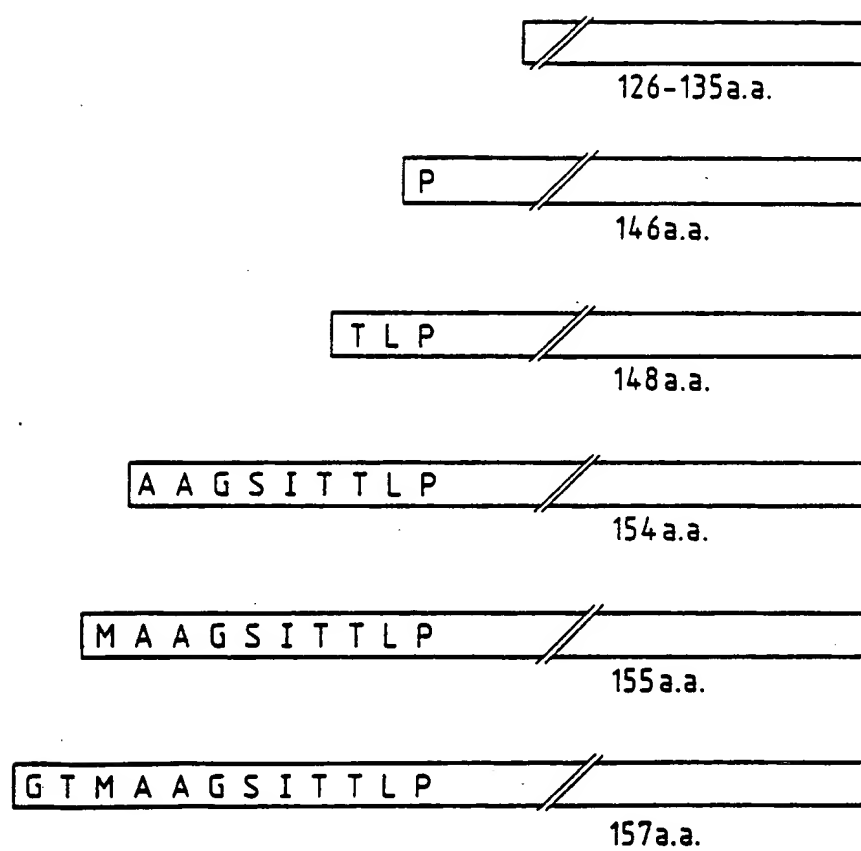 126-135a.a.
P
146a.a.
T L P
148a.a.
A A G S I T T L P
154a.a.
M A A G S I T T L P
155a.a.
G T M A A G S I T T L P
157a.a.